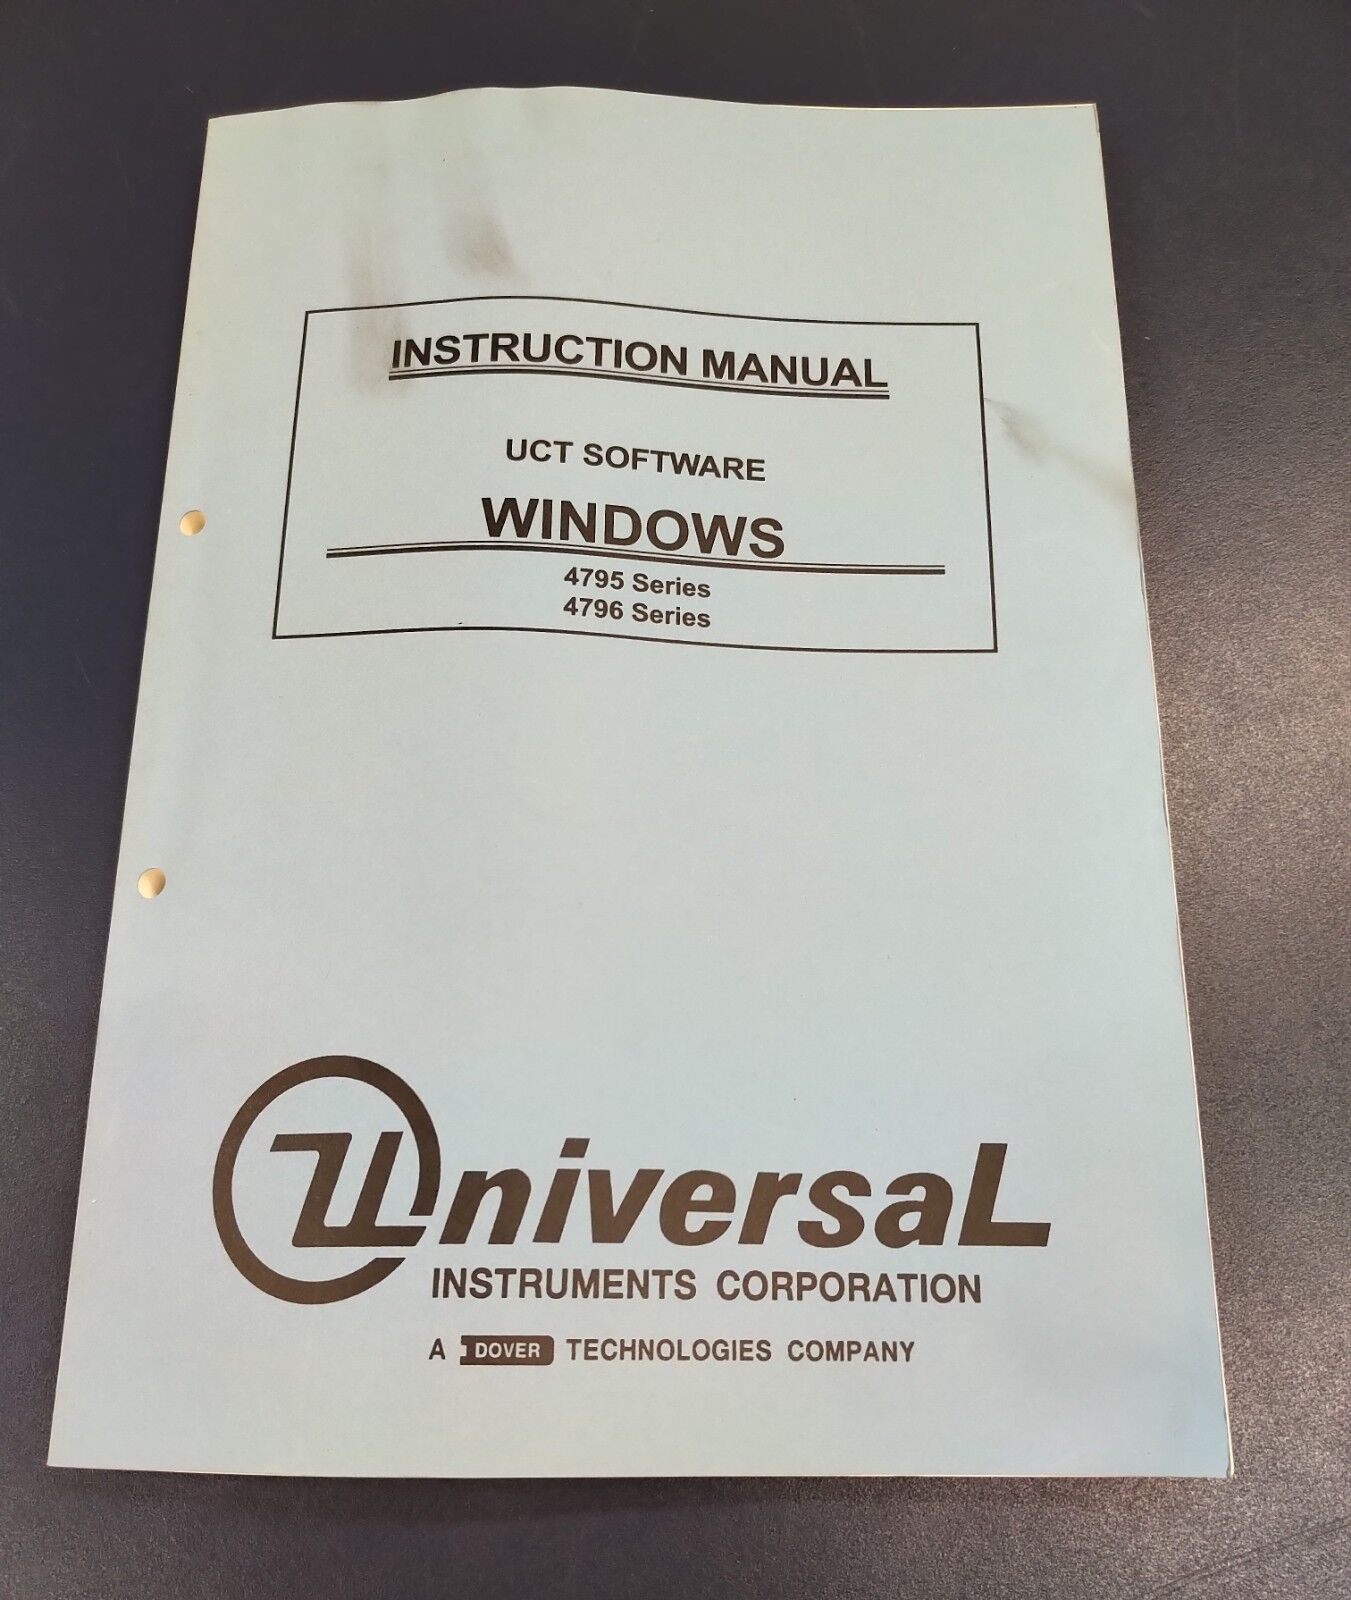 INSTRUCTION MANUAL
UCT SOFTWARE
WINDOWS
4795 Series
4796 Series
UniversaL
INSTRUMENTS CORPORATION
A DOVER TECHNOLOGIES COMPANY